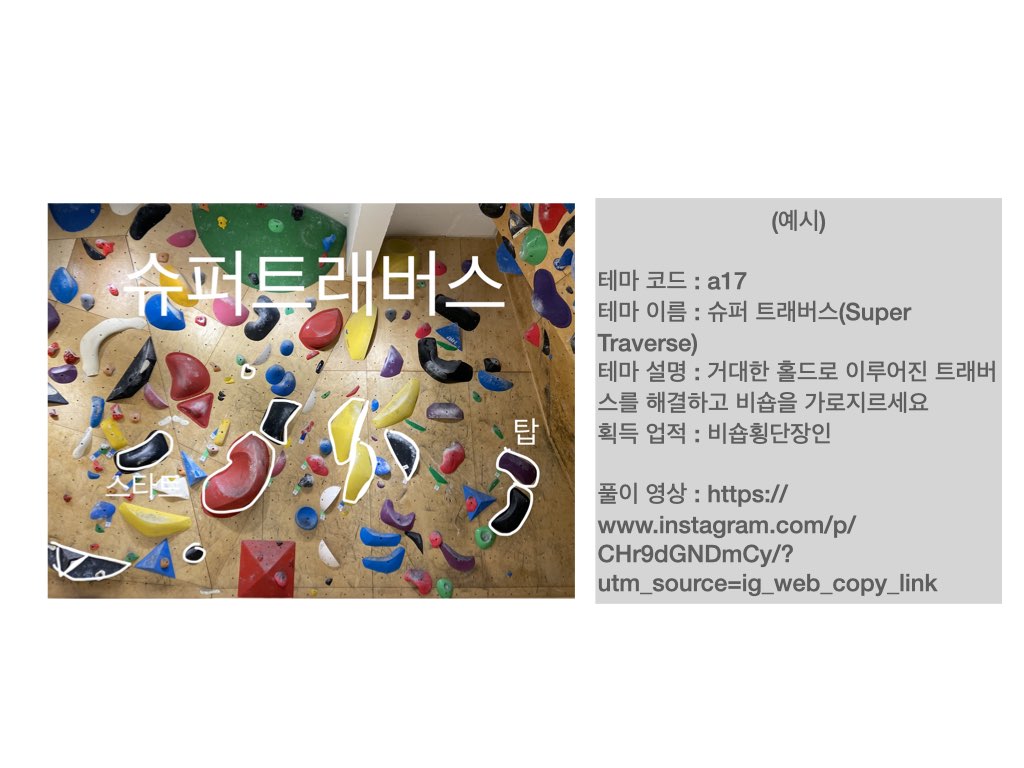 슈퍼트래버스
탑
스타트
(예시)
테마 코드 : a17
테마 이름 : 슈퍼 트래버스(Super
Traverse)
테마 설명 : 거대한 홀드로 이루어진 트래버
스를 해결하고 비숍을 가로지르세요
획득 업적 : 비숍횡단장인
풀이 영상 : https://
www.instagram.com/p/
CHr9dGNDmCy/?
utm_source=ig_web_copy_link